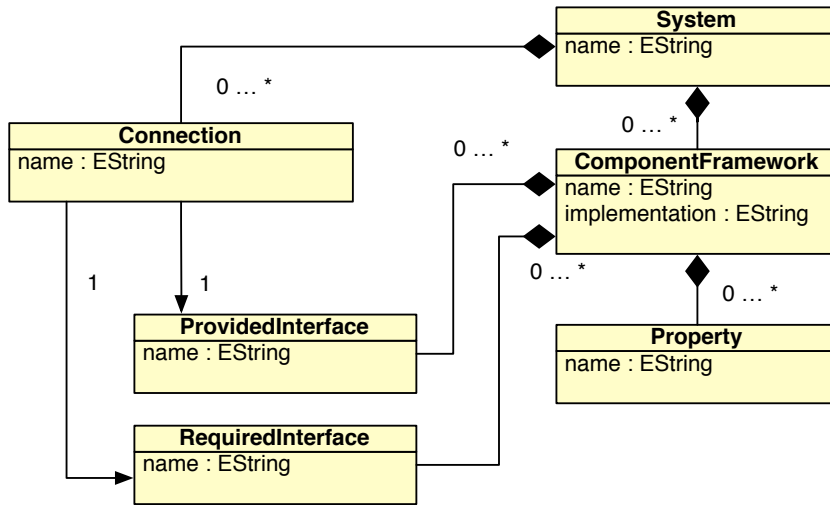 System
name : EString
0 ... *
0 ... *
Connection
name : EString
0 ... *
ComponentFramework
name : EString
implementation : EString
0 ... *
1
1
0 ... *
ProvidedInterface
name : EString
Property
name : EString
RequiredInterface
name : EString